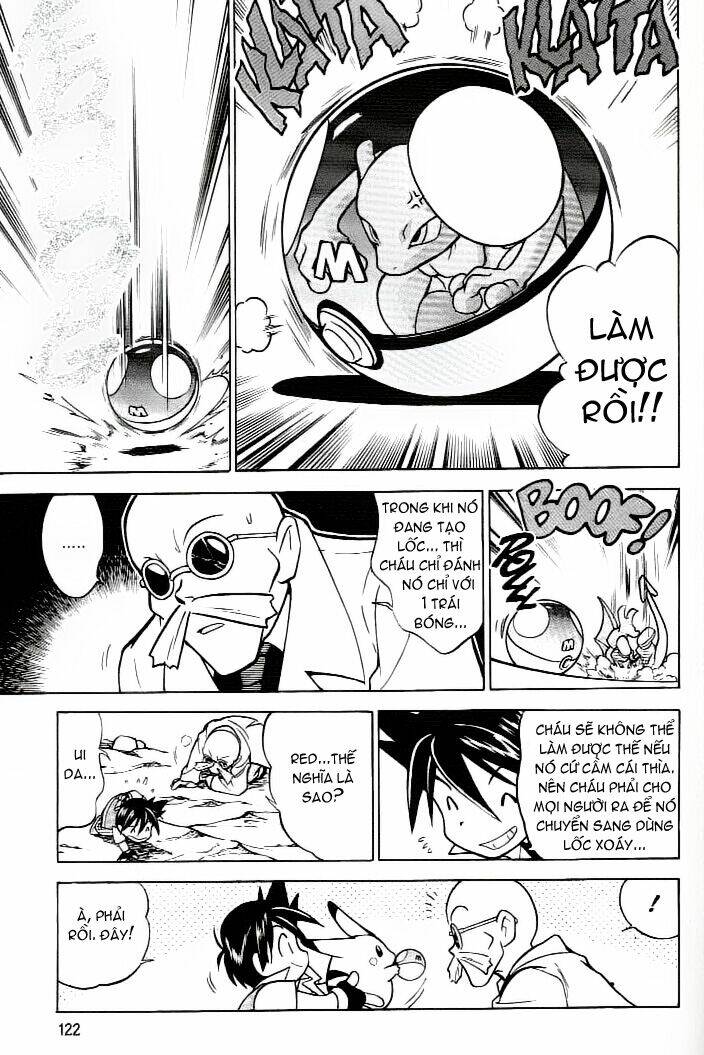 KLATTA
KLATTA
M
LÀM
ĐƯỢC
RỒI!!
M
BOOF!
M
TRONG KHI NÓ
ĐANG TẠO
LỐC... THÌ
CHÁU CHỈ ĐÁNH
NÓ CHỈ VỚI
1 TRÁI
BÓNG...
.....
CHÁU SẼ KHÔNG THỂ
LÀM ĐƯỢC THẾ NẾU
NÓ CỨ CẦM CÁI THÌA.
NÊN CHÁU PHẢI CHO
MỌI NGƯỜI RA ĐỂ NÓ
CHUYỂN SANG DÙNG
LỐC XOÁY...
RED...THẾ
NGHĨA LÀ
SAO?
UI
DA...
!
À, PHẢI
RỒI. ĐÂY!
122